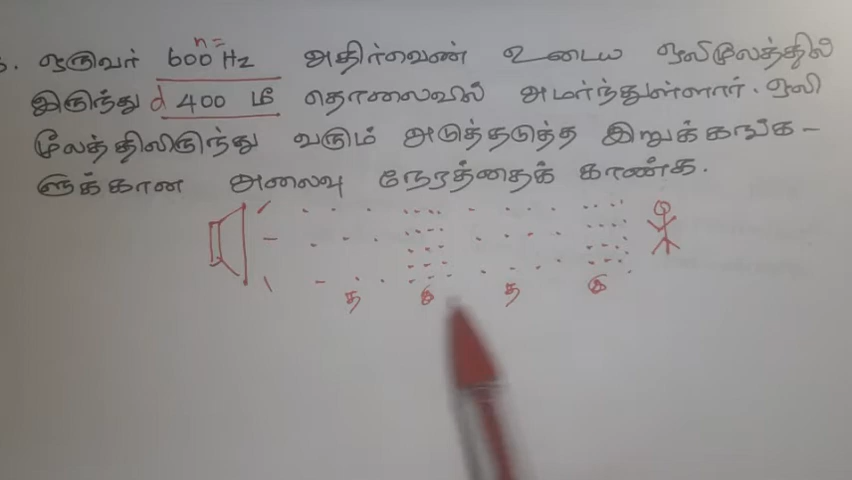 3. ஒருவர் 600 Hz அதிர்வெண் உடைய ஒலிமூலத்தில்
n =
இருந்து d 400 மீ தொலைவில் அமர்ந்துள்ளார். ஒலி
மூலத்திலிருந்து வரும் அடுத்தடுத்த இறுக்கங்க-
ளுக்கான அலைவு நேரத்தைக் காண்க.
த இ த இ